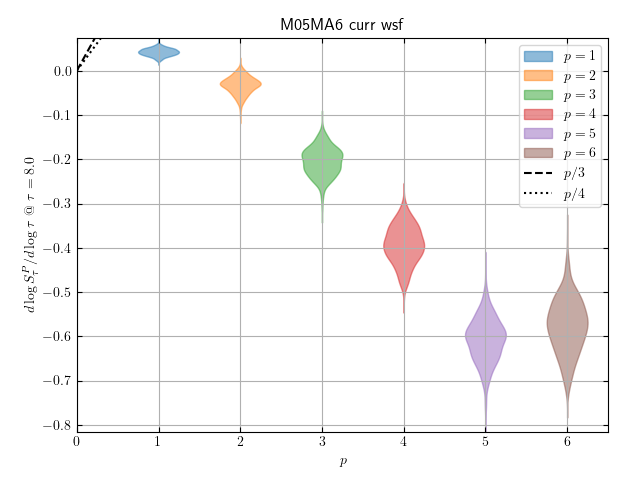 M05MA6 curr wsf
d log S_τ^P / d log τ @ τ = 8.0
0.0
−0.1
−0.2
−0.3
−0.4
−0.5
−0.6
−0.7
−0.8
0 1 2 3 4 5 6
p
p = 1
p = 2
p = 3
p = 4
p = 5
p = 6
p/3
p/4